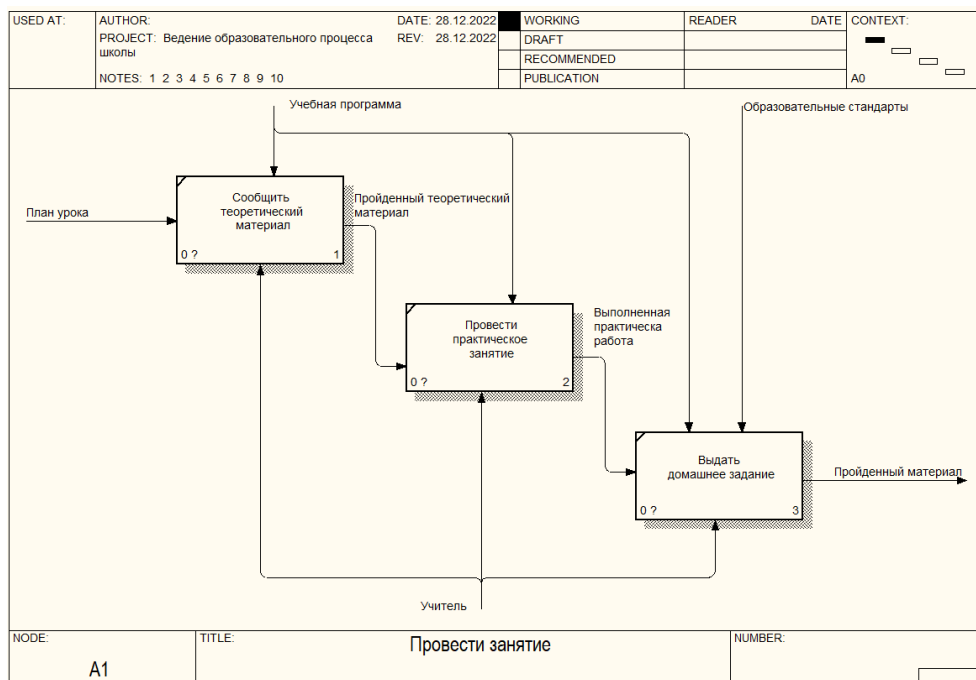 USED AT:
AUTHOR:
DATE: 28.12.2022
WORKING
READER
DATE
CONTEXT:
PROJECT: Ведение образовательного процесса
REV: 28.12.2022
школы
DRAFT
RECOMMENDED
NOTES: 1 2 3 4 5 6 7 8 9 10
PUBLICATION
A0
Учебная программа
Образовательные стандарты
План урока
Сообщить
теоретический
материал
0 ?
1
Пройденный теоретический
материал
Провести
практическое
занятие
0 ?
2
Выполненная
практическа
работа
Выдать
домашнее задание
0 ?
3
Пройденный материал
Учитель
NODE:
A1
TITLE:
Провести занятие
NUMBER: